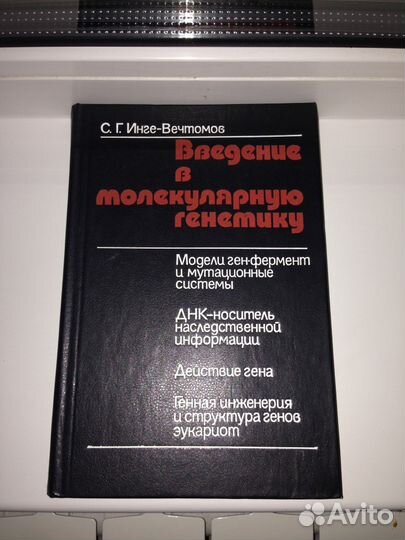 С. Г. Инге-Вечтомов
Введение
в
молекулярную
генетику
Модели ген-фермент
и мутационные
системы
ДНК-носитель
наследственной
информации
Действие гена
Генная инженерия
и структура генов
эукариот
Avito